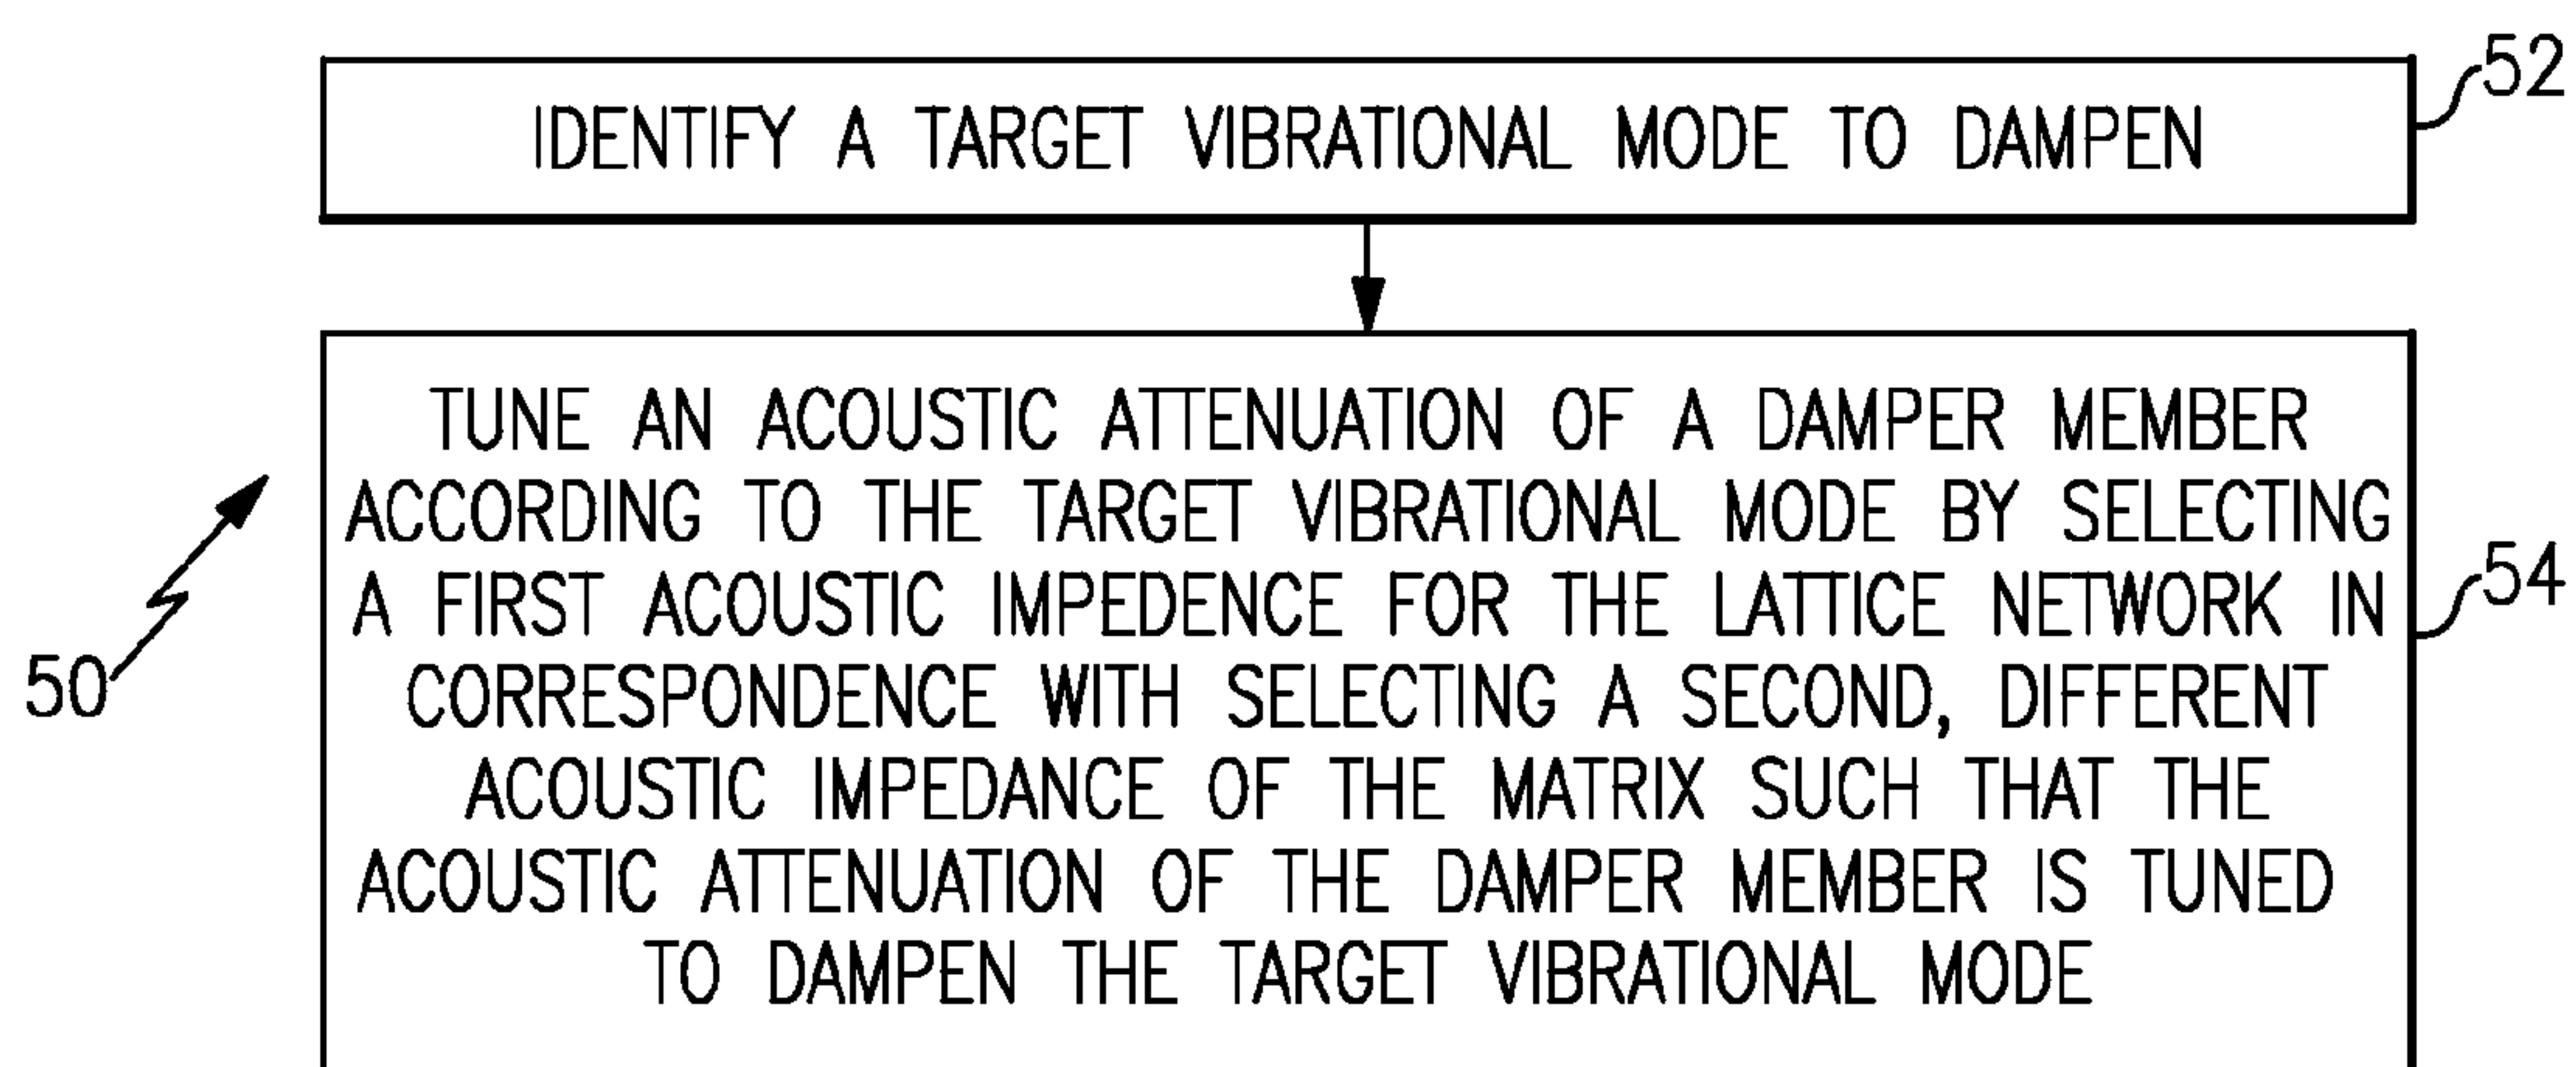 52
IDENTIFY A TARGET VIBRATIONAL MODE TO DAMPEN
TUNE AN ACOUSTIC ATTENUATION OF A DAMPER MEMBER
ACCORDING TO THE TARGET VIBRATIONAL MODE BY SELECTING
A FIRST ACOUSTIC IMPEDENCE FOR THE LATTICE NETWORK IN
54
CORRESPONDENCE WITH SELECTING A SECOND, DIFFERENT
50
ACOUSTIC IMPEDANCE OF THE MATRIX SUCH THAT THE
ACOUSTIC ATTENUATION OF THE DAMPER MEMBER IS TUNED
TO DAMPEN THE TARGET VIBRATIONAL MODE